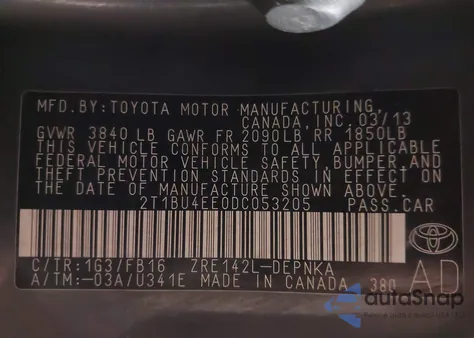 MFD.BY:TOYOTA MOTOR MANUFACTURING,
CANADA, INC.03/13
GVWR 3840 LB GAWR FR 2090LB,RR 1850LB
THIS VEHICLE CONFORMS TO ALL APPLICABLE
FEDERAL MOTOR VEHICLE SAFETY,BUMPER,AND
THEFT PREVENTION STANDARDS IN EFFECT ON
THE DATE OF MANUFACTURE SHOWN ABOVE.
2T1BU4EE0DC053205 PASS.CAR
C/TR:1G3/FB16 ZRE142L-DEPNKA
A/TM:-03A/U341E MADE IN CANADA 380 AD
autoSnap